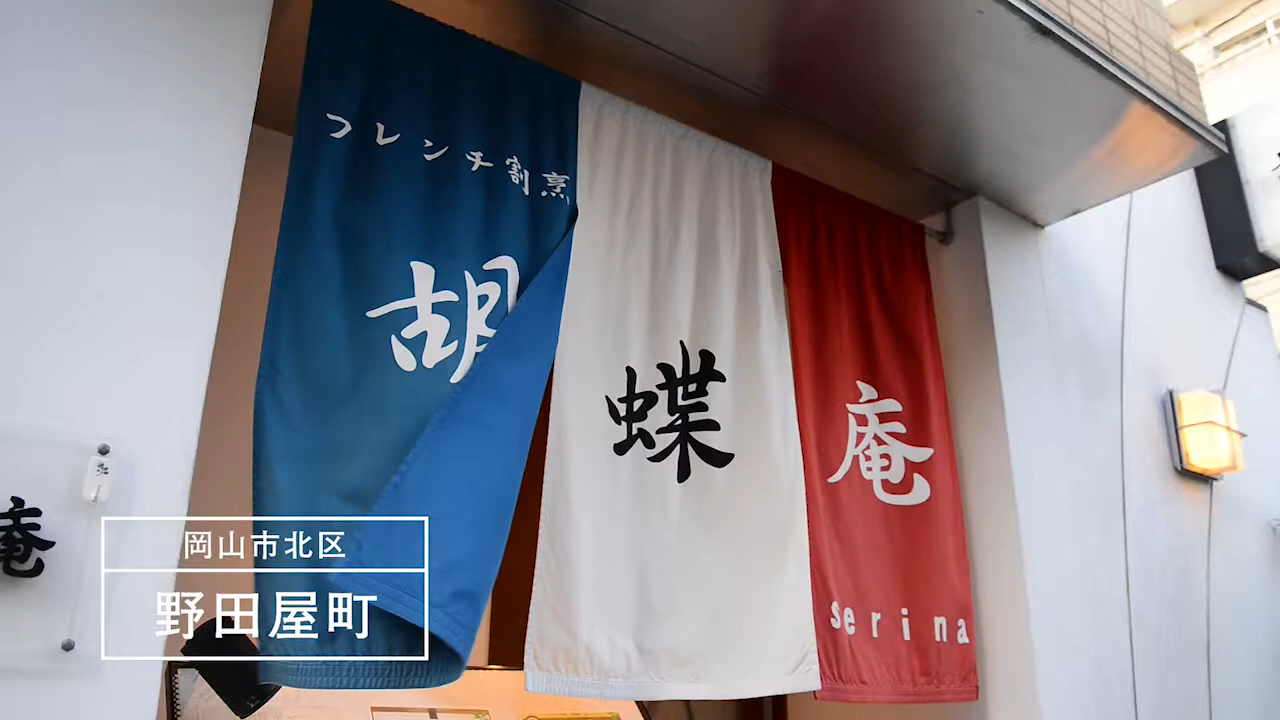 フレンチ割烹
胡蝶庵
serina
庵
岡山市北区
野田屋町